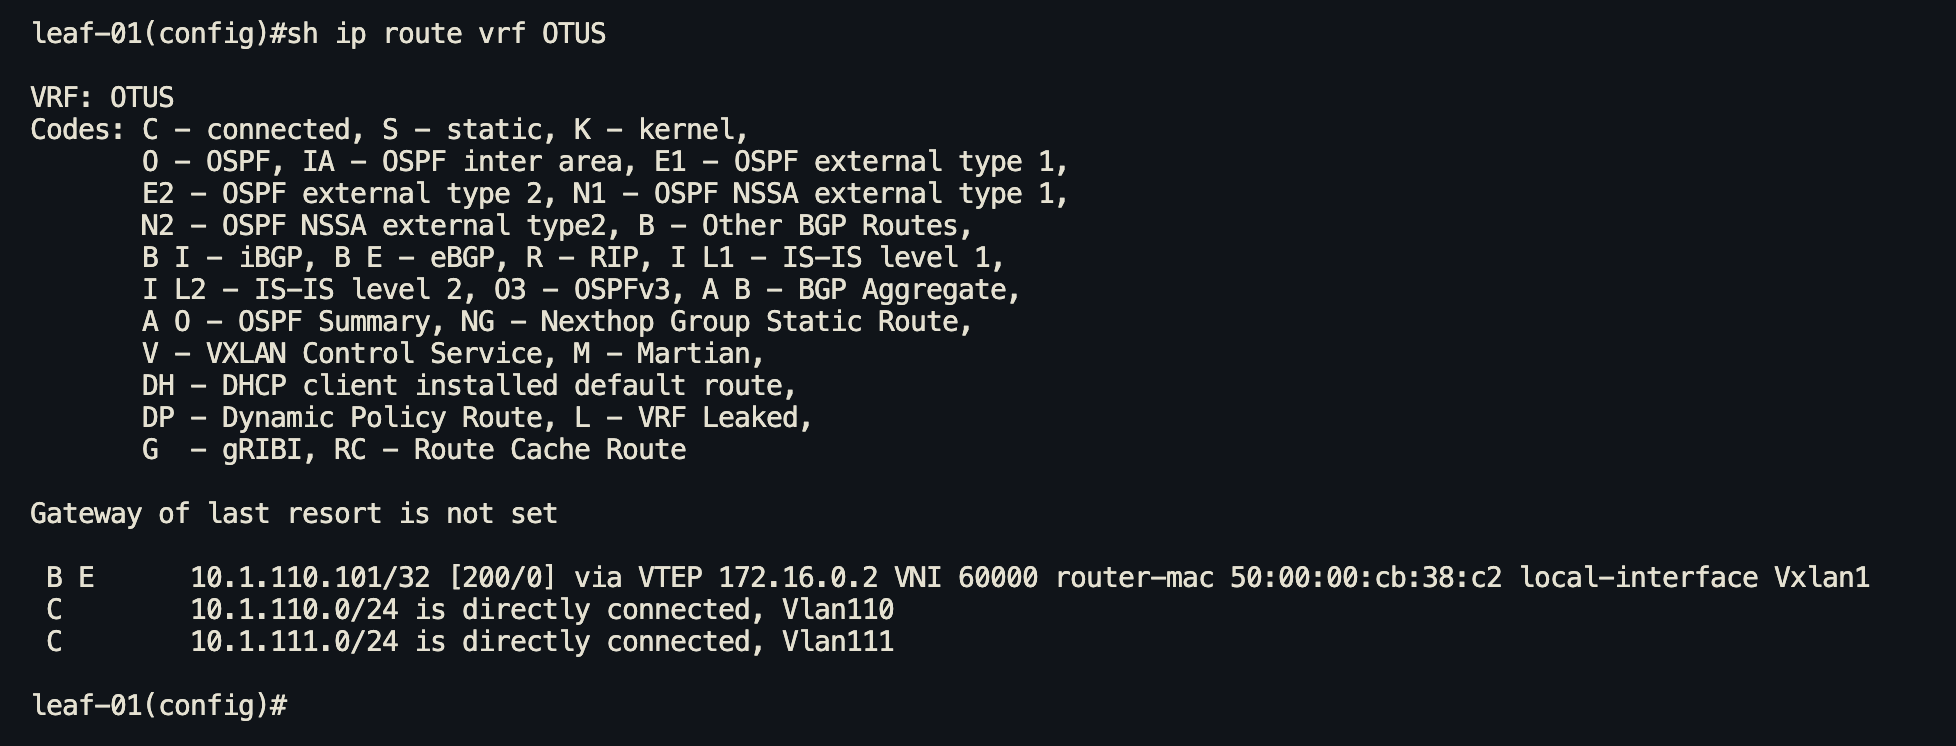 leaf-01(config)#sh ip route vrf OTUS
VRF: OTUS
Codes: C - connected, S - static, K - kernel,
O - OSPF, IA - OSPF inter area, E1 - OSPF external type 1,
E2 - OSPF external type 2, N1 - OSPF NSSA external type 1,
N2 - OSPF NSSA external type2, B - Other BGP Routes,
B I - iBGP, B E - eBGP, R - RIP, I L1 - IS-IS level 1,
I L2 - IS-IS level 2, O3 - OSPFv3, A B - BGP Aggregate,
A O - OSPF Summary, NG - Nexthop Group Static Route,
V - VXLAN Control Service, M - Martian,
DH - DHCP client installed default route,
DP - Dynamic Policy Route, L - VRF Leaked,
G  - gRIBI, RC - Route Cache Route
Gateway of last resort is not set
B E      10.1.110.101/32 [200/0] via VTEP 172.16.0.2 VNI 60000 router-mac 50:00:00:cb:38:c2 local-interface Vxlan1
C        10.1.110.0/24 is directly connected, Vlan110
C        10.1.111.0/24 is directly connected, Vlan111
leaf-01(config)#